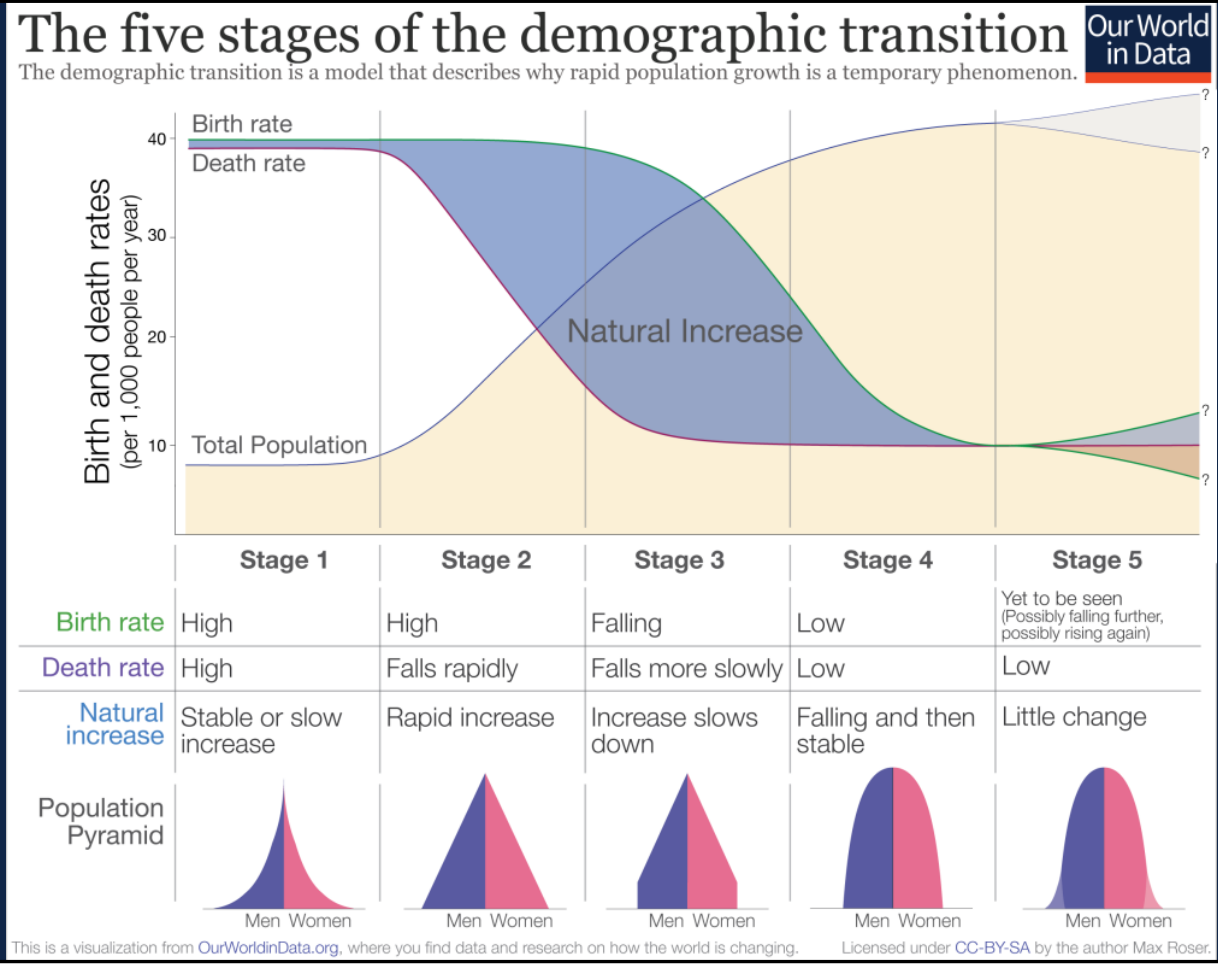 The five stages of the demographic transition
Our World
in Data
The demographic transition is a model that describes why rapid population growth is a temporary phenomenon.
Birth and death rates
(per 1,000 people per year)
40
30
20
10
Birth rate
Death rate
Natural Increase
Total Population
?
?
?
?
Stage 1
Stage 2
Stage 3
Stage 4
Stage 5
Birth rate
High
High
Falling
Low
Yet to be seen
(Possibly falling further,
possibly rising again)
Death rate
High
Falls rapidly
Falls more slowly
Low
Low
Natural
increase
Stable or slow
increase
Rapid increase
Increase slows
down
Falling and then
stable
Little change
Population
Pyramid
Men Women
Men Women
Men Women
Men Women
Men Women
This is a visualization from OurWorldinData.org, where you find data and research on how the world is changing.
Licensed under CC-BY-SA by the author Max Roser.